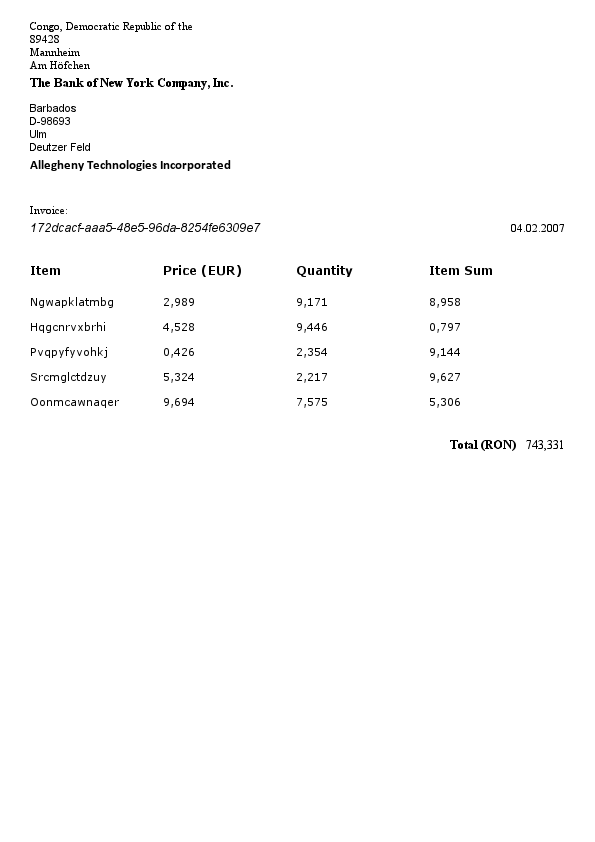 Congo, Democratic Republic of the
89428
Mannheim
Am Höfchen
The Bank of New York Company, Inc.
Barbados
D-98693
Ulm
Deutzer Feld
Allegheny Technologies Incorporated
Invoice:
172dcacf-aaa5-48e5-96da-8254fe6309e7 04.02.2007
Item Price (EUR) Quantity Item Sum
Ngwapklatmbg 2,989 9,171 8,958
Hqgcnrvxbrhi 4,528 9,446 0,797
Pvqpyfyvohkj 0,426 2,354 9,144
Srcmglctdzuy 5,324 2,217 9,627
Oonmcawnaqer 9,694 7,575 5,306
Total (RON) 743,331